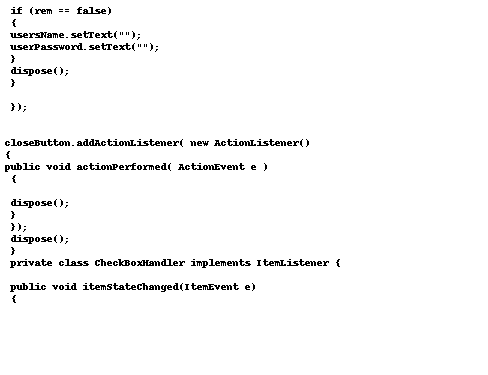 if (rem == false)
{
usersName.setText("");
userPassword.setText("");
}
dispose();
}
});
closeButton.addActionListener( new ActionListener()
{
public void actionPerformed( ActionEvent e )
{
dispose();
}
});
dispose();
}
private class CheckBoxHandler implements ItemListener {
public void itemStateChanged(ItemEvent e)
{